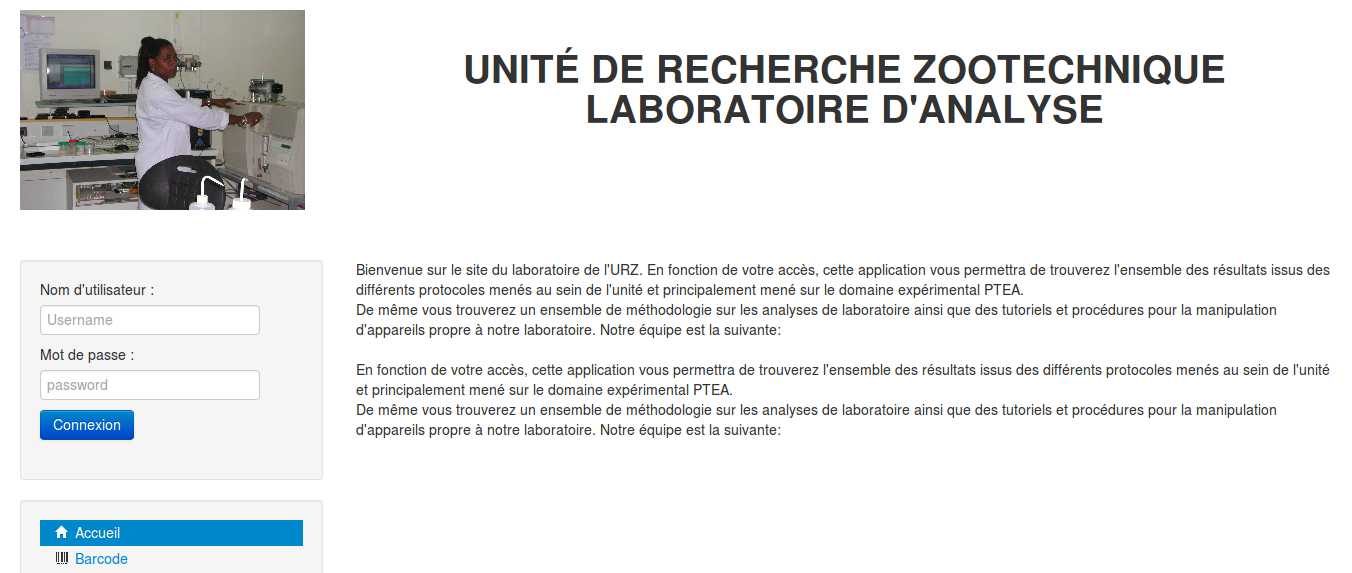 UNITÉ DE RECHERCHE ZOOTECHNIQUE
LABORATOIRE D'ANALYSE
Nom d'utilisateur :
Username
Mot de passe :
password
Connexion
Bienvenue sur le site du laboratoire de l'URZ. En fonction de votre accès, cette application vous permettra de trouverez l'ensemble des résultats issus des
différents protocoles menés au sein de l'unité et principalement mené sur le domaine expérimental PTEA.
De même vous trouverez un ensemble de méthodologie sur les analyses de laboratoire ainsi que des tutoriels et procédures pour la manipulation
d'appareils propre à notre laboratoire. Notre équipe est la suivante:
En fonction de votre accès, cette application vous permettra de trouverez l'ensemble des résultats issus des différents protocoles menés au sein de l'unité
et principalement mené sur le domaine expérimental PTEA.
De même vous trouverez un ensemble de méthodologie sur les analyses de laboratoire ainsi que des tutoriels et procédures pour la manipulation
d'appareils propre à notre laboratoire. Notre équipe est la suivante:
Accueil
Barcode